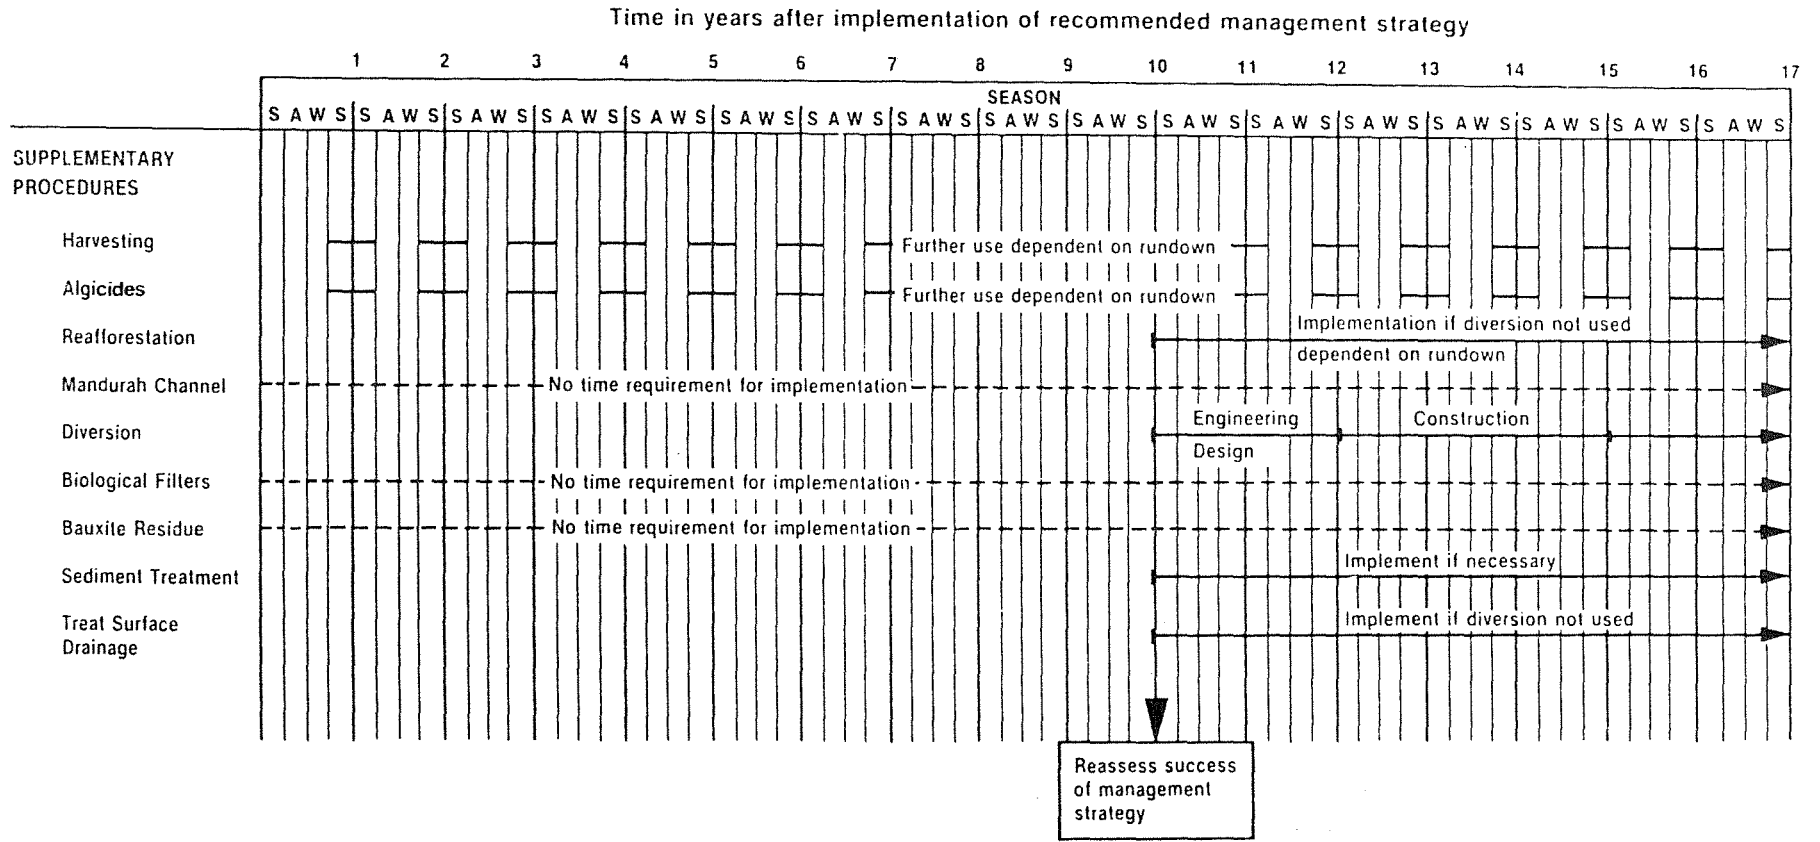 Time in years after implementation of recommended management strategy
1 2 3 4 5 6 7 8 9 10 11 12 13 14 15 16 17
SEASON
S A W S S A W S S A W S S A W S S A W S S A W S S A W S S A W S S A W S S A W S S A W S S A W S S A W S S A W S S A W S S A W S S A W S
SUPPLEMENTARY
PROCEDURES
Harvesting Further use dependent on rundown
Algicides Further use dependent on rundown
Implementation if diversion not used
Reafforestation
dependent on rundown
Mandurah Channel No time requirement for implementation
Engineering Construction
Diversion
Design
Biological Filters No time requirement for implementation
Bauxite Residue No time requirement for implementation
Implement if necessary
Sediment Treatment
Treat Surface Implement if diversion not used
Drainage
Reassess success
of management
strategy